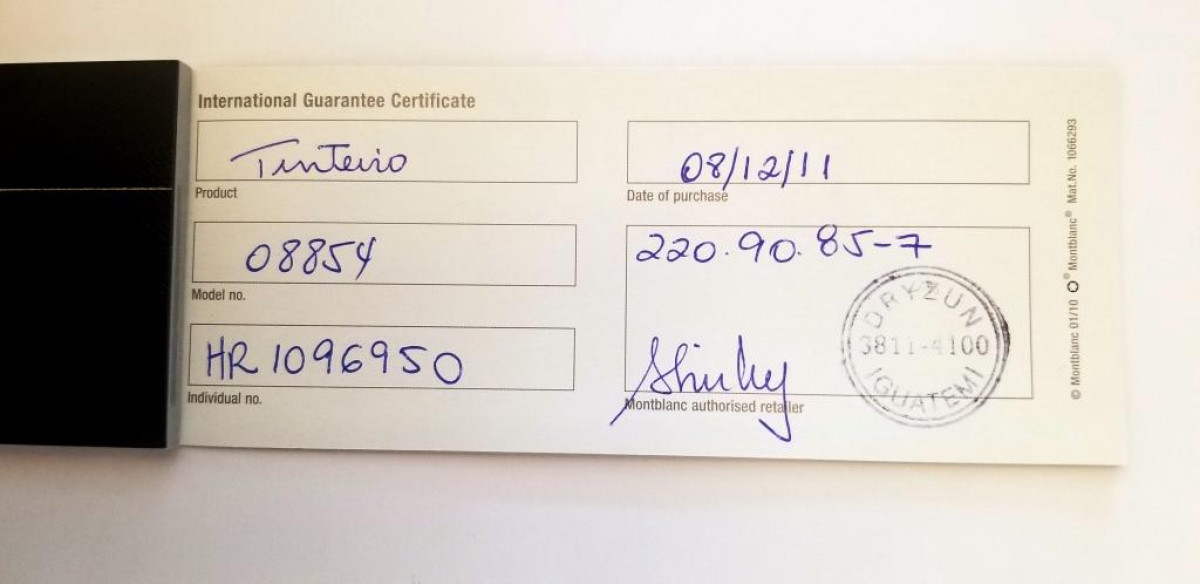 International Guarantee Certificate
Tinteiro
Product
08854
Model no.
HR1096950
Individual no.
08/12/11
Date of purchase
220.90.85-7
Shirley
Montblanc authorised retailer
DRYZUN
3811-4100
IGUATEMI
© Montblanc 01/10 ® Montblanc® Mat.No. 1066293